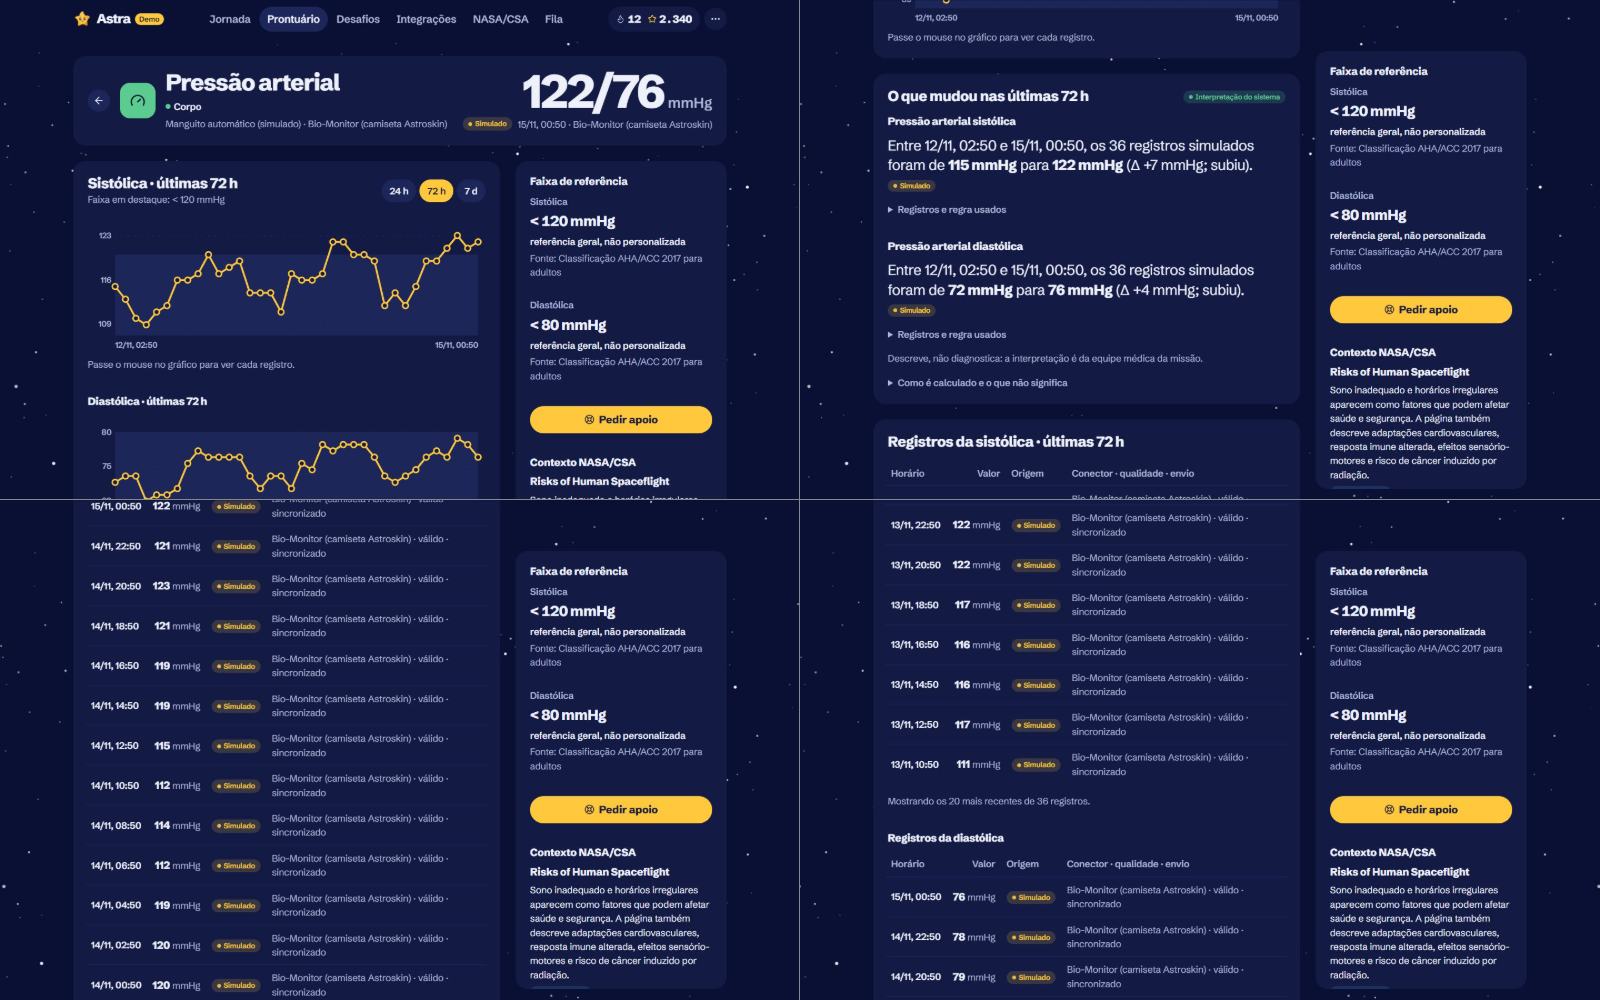 Astra Demo
Jornada Prontuário Desafios Integrações NASA/CSA Fila
12 2.340
Pressão arterial
Corpo
Manguito automático (simulado) · Bio-Monitor (camiseta Astroskin)
122/76 mmHg
Simulado 15/11, 00:50 · Bio-Monitor (camiseta Astroskin)
Sistólica · últimas 72 h
Faixa em destaque: < 120 mmHg
24 h 72 h 7 d
123
116
109
12/11, 02:50 15/11, 00:50
Passe o mouse no gráfico para ver cada registro.
Diastólica · últimas 72 h
80
76
Faixa de referência
Sistólica
< 120 mmHg
referência geral, não personalizada
Fonte: Classificação AHA/ACC 2017 para
adultos
Diastólica
< 80 mmHg
referência geral, não personalizada
Fonte: Classificação AHA/ACC 2017 para
adultos
Pedir apoio
Contexto NASA/CSA
Risks of Human Spaceflight
12/11, 02:50 15/11, 00:50
Passe o mouse no gráfico para ver cada registro.
O que mudou nas últimas 72 h
Interpretação do sistema
Pressão arterial sistólica
Entre 12/11, 02:50 e 15/11, 00:50, os 36 registros simulados
foram de 115 mmHg para 122 mmHg (Δ +7 mmHg; subiu).
Simulado
Registros e regra usados
Pressão arterial diastólica
Entre 12/11, 02:50 e 15/11, 00:50, os 36 registros simulados
foram de 72 mmHg para 76 mmHg (Δ +4 mmHg; subiu).
Simulado
Registros e regra usados
Descreve, não diagnostica: a interpretação é da equipe médica da missão.
Como é calculado e o que não significa
Registros da sistólica · últimas 72 h
Horário Valor Origem Conector · qualidade · envio
Faixa de referência
Sistólica
< 120 mmHg
referência geral, não personalizada
Fonte: Classificação AHA/ACC 2017 para
adultos
Diastólica
< 80 mmHg
referência geral, não personalizada
Fonte: Classificação AHA/ACC 2017 para
adultos
Pedir apoio
Contexto NASA/CSA
Risks of Human Spaceflight
Sono inadequado e horários irregulares
aparecem como fatores que podem afetar
saúde e segurança. A página também
descreve adaptações cardiovasculares,
resposta imune alterada, efeitos sensório-
motores e risco de câncer induzido por
radiação.
15/11, 00:50 122 mmHg Simulado
sincronizado
14/11, 22:50 121 mmHg Simulado Bio-Monitor (camiseta Astroskin) · válido ·
sincronizado
14/11, 20:50 123 mmHg Simulado Bio-Monitor (camiseta Astroskin) · válido ·
sincronizado
14/11, 18:50 121 mmHg Simulado Bio-Monitor (camiseta Astroskin) · válido ·
sincronizado
14/11, 16:50 119 mmHg Simulado Bio-Monitor (camiseta Astroskin) · válido ·
sincronizado
14/11, 14:50 119 mmHg Simulado Bio-Monitor (camiseta Astroskin) · válido ·
sincronizado
14/11, 12:50 115 mmHg Simulado Bio-Monitor (camiseta Astroskin) · válido ·
sincronizado
14/11, 10:50 112 mmHg Simulado Bio-Monitor (camiseta Astroskin) · válido ·
sincronizado
14/11, 08:50 114 mmHg Simulado Bio-Monitor (camiseta Astroskin) · válido ·
sincronizado
14/11, 06:50 112 mmHg Simulado Bio-Monitor (camiseta Astroskin) · válido ·
sincronizado
14/11, 04:50 119 mmHg Simulado Bio-Monitor (camiseta Astroskin) · válido ·
sincronizado
14/11, 02:50 120 mmHg Simulado Bio-Monitor (camiseta Astroskin) · válido ·
sincronizado
14/11, 00:50 120 mmHg Simulado Bio-Monitor (camiseta Astroskin) · válido ·
sincronizado
Faixa de referência
Sistólica
< 120 mmHg
referência geral, não personalizada
Fonte: Classificação AHA/ACC 2017 para
adultos
Diastólica
< 80 mmHg
referência geral, não personalizada
Fonte: Classificação AHA/ACC 2017 para
adultos
Pedir apoio
Contexto NASA/CSA
Risks of Human Spaceflight
Sono inadequado e horários irregulares
aparecem como fatores que podem afetar
saúde e segurança. A página também
descreve adaptações cardiovasculares,
resposta imune alterada, efeitos sensório-
motores e risco de câncer induzido por
radiação.
13/11, 22:50 122 mmHg Simulado Bio-Monitor (camiseta Astroskin) · válido ·
sincronizado
13/11, 20:50 122 mmHg Simulado Bio-Monitor (camiseta Astroskin) · válido ·
sincronizado
13/11, 18:50 117 mmHg Simulado Bio-Monitor (camiseta Astroskin) · válido ·
sincronizado
13/11, 16:50 116 mmHg Simulado Bio-Monitor (camiseta Astroskin) · válido ·
sincronizado
13/11, 14:50 116 mmHg Simulado Bio-Monitor (camiseta Astroskin) · válido ·
sincronizado
13/11, 12:50 117 mmHg Simulado Bio-Monitor (camiseta Astroskin) · válido ·
sincronizado
13/11, 10:50 111 mmHg Simulado Bio-Monitor (camiseta Astroskin) · válido ·
sincronizado
Mostrando os 20 mais recentes de 36 registros.
Registros da diastólica
Horário Valor Origem Conector · qualidade · envio
15/11, 00:50 76 mmHg Simulado Bio-Monitor (camiseta Astroskin) · válido ·
sincronizado
14/11, 22:50 78 mmHg Simulado Bio-Monitor (camiseta Astroskin) · válido ·
sincronizado
14/11, 20:50 79 mmHg Simulado Bio-Monitor (camiseta Astroskin) · válido ·
sincronizado
Faixa de referência
Sistólica
< 120 mmHg
referência geral, não personalizada
Fonte: Classificação AHA/ACC 2017 para
adultos
Diastólica
< 80 mmHg
referência geral, não personalizada
Fonte: Classificação AHA/ACC 2017 para
adultos
Pedir apoio
Contexto NASA/CSA
Risks of Human Spaceflight
Sono inadequado e horários irregulares
aparecem como fatores que podem afetar
saúde e segurança. A página também
descreve adaptações cardiovasculares,
resposta imune alterada, efeitos sensório-
motores e risco de câncer induzido por
radiação.